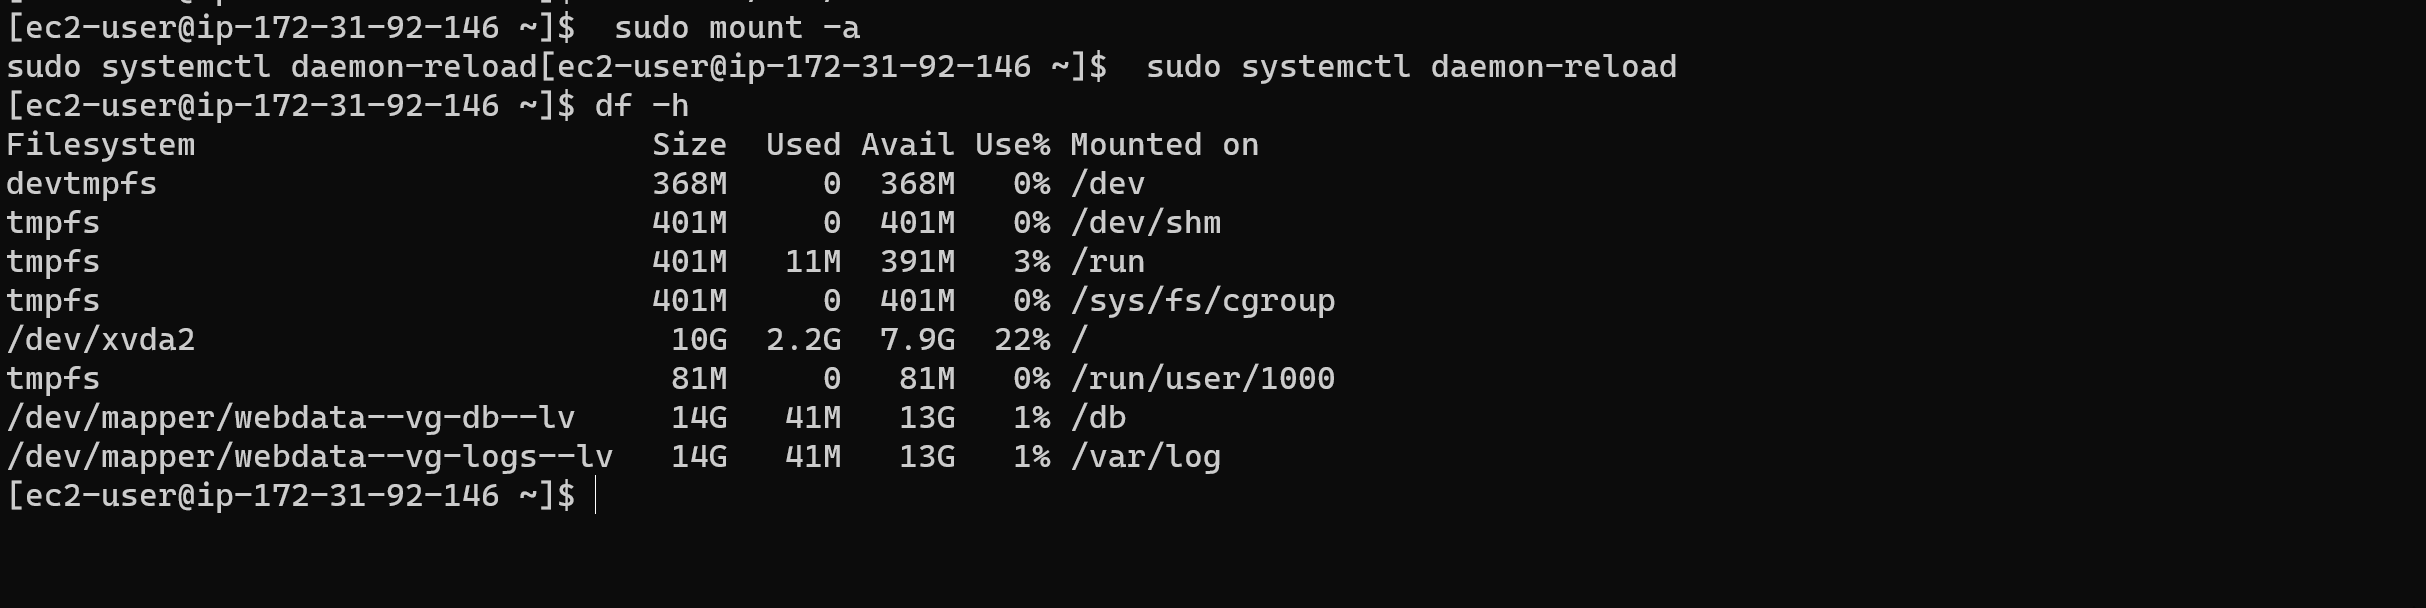 [ec2-user@ip-172-31-92-146 ~]$  sudo mount -a
sudo systemctl daemon-reload[ec2-user@ip-172-31-92-146 ~]$  sudo systemctl daemon-reload
[ec2-user@ip-172-31-92-146 ~]$ df -h
Filesystem                        Size  Used Avail Use% Mounted on
devtmpfs                          368M     0  368M   0% /dev
tmpfs                             401M     0  401M   0% /dev/shm
tmpfs                             401M   11M  391M   3% /run
tmpfs                             401M     0  401M   0% /sys/fs/cgroup
/dev/xvda2                         10G  2.2G  7.9G  22% /
tmpfs                              81M     0   81M   0% /run/user/1000
/dev/mapper/webdata--vg-db--lv     14G   41M   13G   1% /db
/dev/mapper/webdata--vg-logs--lv   14G   41M   13G   1% /var/log
[ec2-user@ip-172-31-92-146 ~]$